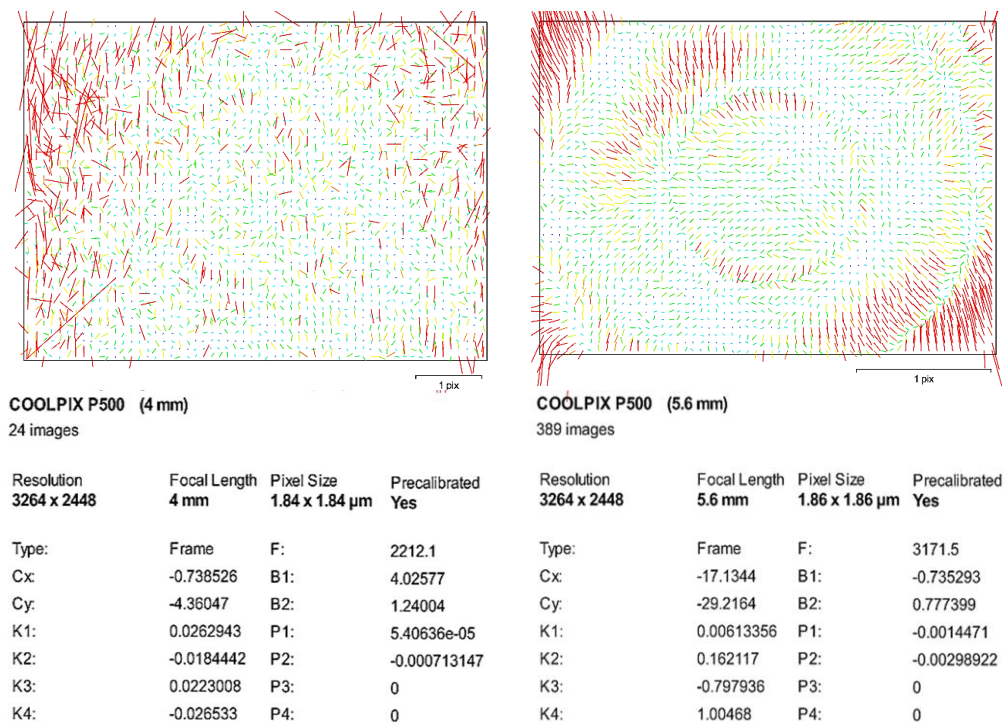 1 pix
COOLPIX P500 (4 mm)
24 images
Resolution Focal Length Pixel Size Precalibrated
3264 x 2448 4 mm 1.84 x 1.84 µm Yes
Type: Frame F: 2212.1
Cx: -0.738526 B1: 4.02577
Cy: -4.36047 B2: 1.24004
K1: 0.0262943 P1: 5.40636e-05
K2: -0.0184442 P2: -0.000713147
K3: 0.0223008 P3: 0
K4: -0.026533 P4: 0
1 pix
COOLPIX P500 (5.6 mm)
389 images
Resolution Focal Length Pixel Size Precalibrated
3264 x 2448 5.6 mm 1.86 x 1.86 µm Yes
Type: Frame F: 3171.5
Cx: -17.1344 B1: -0.735293
Cy: -29.2164 B2: 0.777399
K1: 0.00613356 P1: -0.0014471
K2: 0.162117 P2: -0.00298922
K3: -0.797936 P3: 0
K4: 1.00468 P4: 0